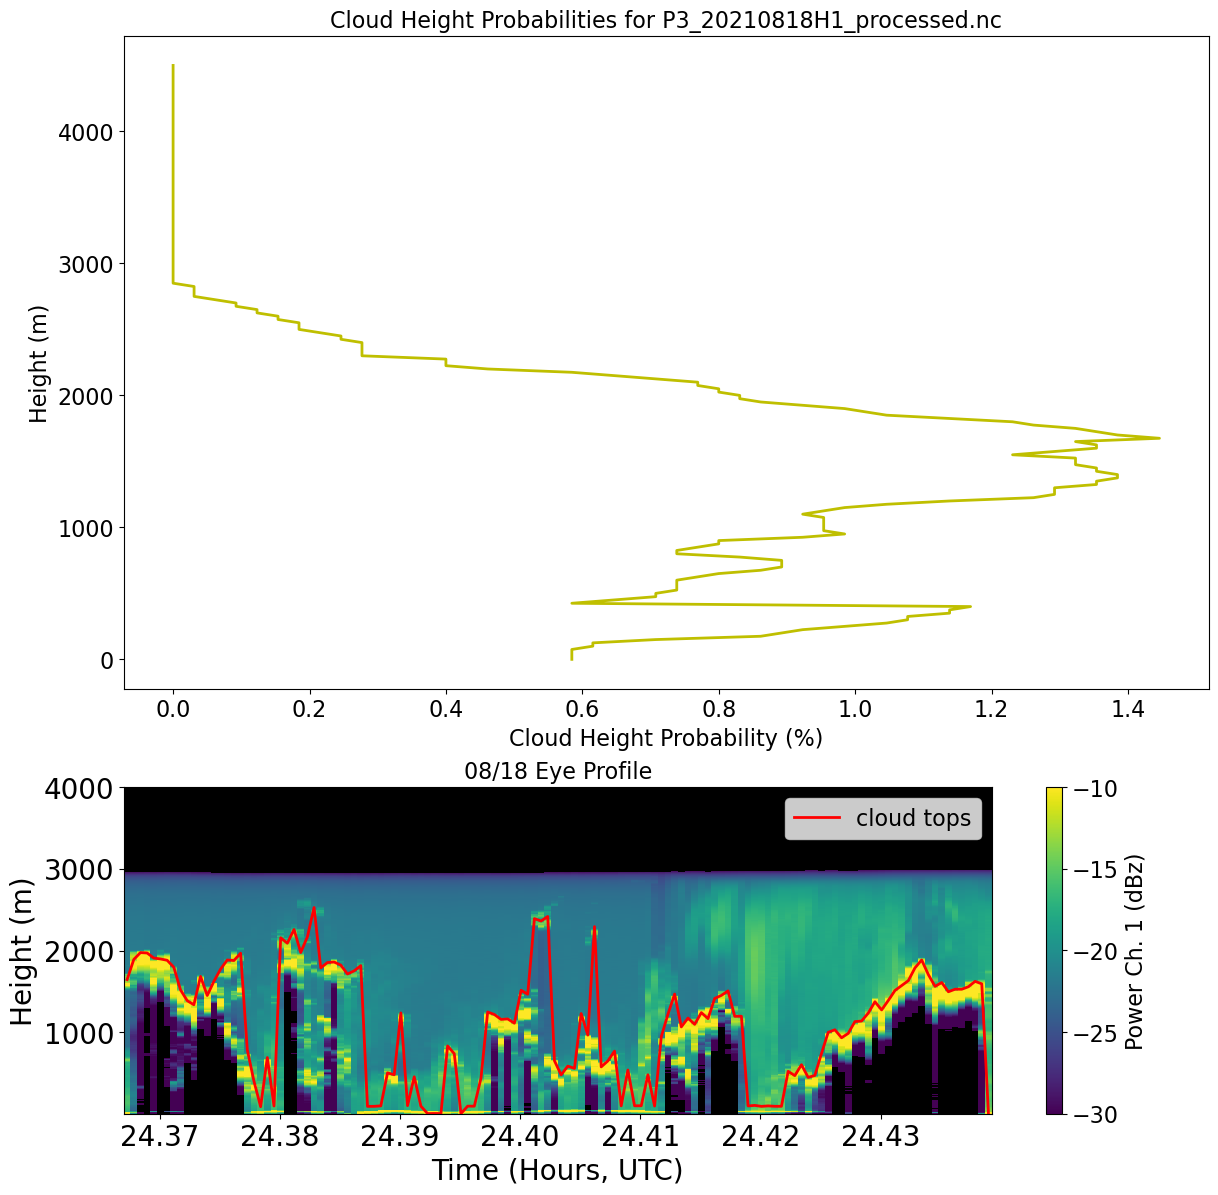 Cloud Height Probabilities for P3_20210818H1_processed.nc
4000
3000
2000
1000
0
Height (m)
0.0 0.2 0.4 0.6 0.8 1.0 1.2 1.4
Cloud Height Probability (%)
08/18 Eye Profile
4000
3000
2000
1000
Height (m)
cloud tops
24.37 24.38 24.39 24.40 24.41 24.42 24.43
Time (Hours, UTC)
−10
−15
−20
−25
−30
Power Ch. 1 (dBz)